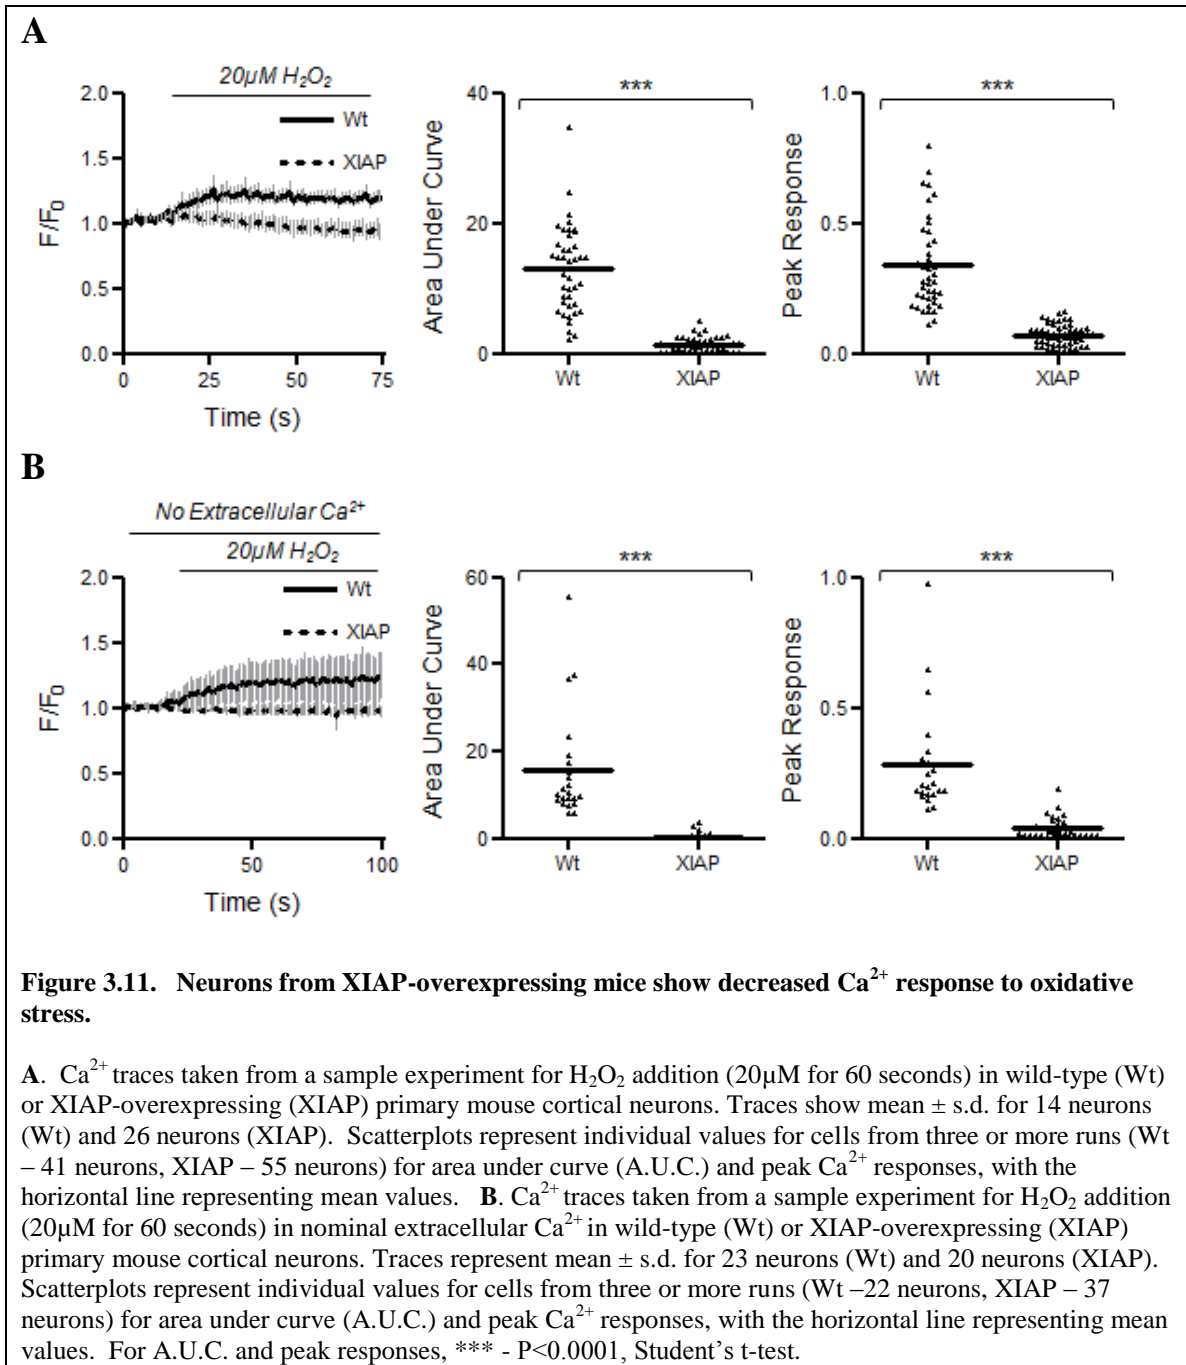 A
20µM H₂O₂
Wt
XIAP
2.0
1.5
1.0
0.5
0.0
F/F₀
0 25 50 75
Time (s)
***
Area Under Curve
40
20
0
Wt XIAP
***
Peak Response
1.0
0.5
0.0
Wt XIAP
B
No Extracellular Ca²⁺
20µM H₂O₂
Wt
XIAP
2.0
1.5
1.0
0.5
0.0
F/F₀
0 50 100
Time (s)
***
Area Under Curve
60
40
20
0
Wt XIAP
***
Peak Response
1.0
0.5
0.0
Wt XIAP
Figure 3.11. Neurons from XIAP-overexpressing mice show decreased Ca²⁺ response to oxidative
stress.
A. Ca²⁺ traces taken from a sample experiment for H₂O₂ addition (20µM for 60 seconds) in wild-type (Wt)
or XIAP-overexpressing (XIAP) primary mouse cortical neurons. Traces show mean ± s.d. for 14 neurons
(Wt) and 26 neurons (XIAP). Scatterplots represent individual values for cells from three or more runs (Wt
– 41 neurons, XIAP – 55 neurons) for area under curve (A.U.C.) and peak Ca²⁺ responses, with the
horizontal line representing mean values. B. Ca²⁺ traces taken from a sample experiment for H₂O₂ addition
(20µM for 60 seconds) in nominal extracellular Ca²⁺ in wild-type (Wt) or XIAP-overexpressing (XIAP)
primary mouse cortical neurons. Traces represent mean ± s.d. for 23 neurons (Wt) and 20 neurons (XIAP).
Scatterplots represent individual values for cells from three or more runs (Wt –22 neurons, XIAP – 37
neurons) for area under curve (A.U.C.) and peak Ca²⁺ responses, with the horizontal line representing mean
values. For A.U.C. and peak responses, *** - P<0.0001, Student’s t-test.